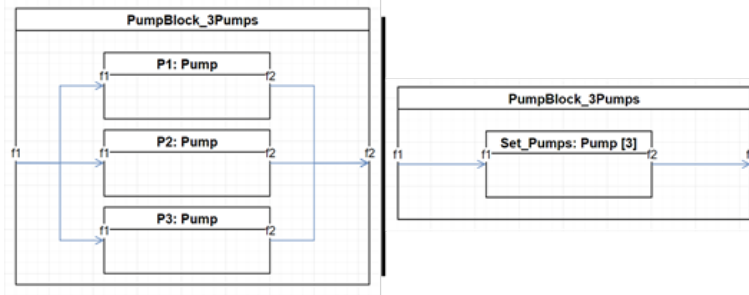 PumpBlock_3Pumps
P1: Pump
f1 f2
P2: Pump
f1 f1 f2 f2
P3: Pump
f1 f2
PumpBlock_3Pumps
Set_Pumps: Pump [3]
f1 f1 f2